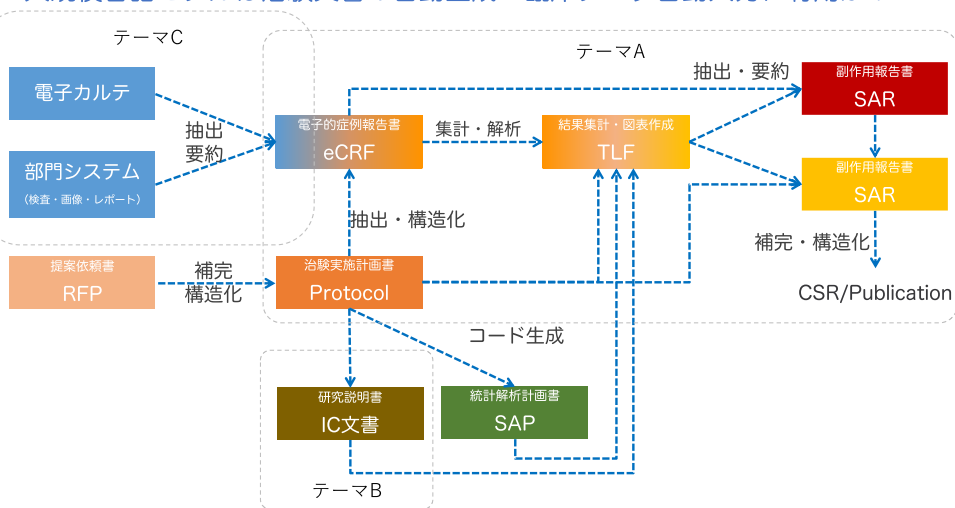 テーマC
テーマA
電子カルテ
抽出
要約
部門システム
（検査・画像・レポート）
電子的症例報告書
eCRF
集計・解析
結果集計・図表作成
TLF
抽出・要約
副作用報告書
SAR
副作用報告書
SAR
抽出・構造化
補完・構造化
提案依頼書
RFP
補完
構造化
治験実施計画書
Protocol
CSR/Publication
コード生成
研究説明書
IC文書
統計解析計画書
SAP
テーマB